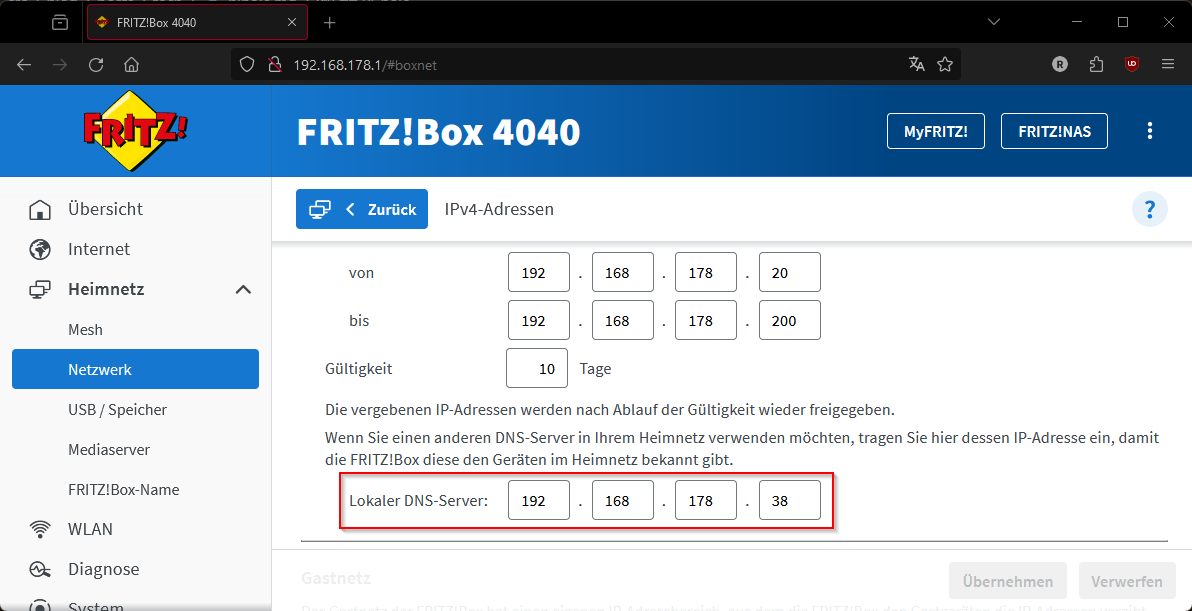 FRITZ!Box 4040
192.168.178.1/#boxnet
R
UD
FRITZ!
FRITZ!Box 4040
MyFRITZ!
FRITZ!NAS
Übersicht
Internet
Heimnetz
Mesh
Netzwerk
USB / Speicher
Mediaserver
FRITZ!Box-Name
WLAN
Diagnose
System
Zurück
IPv4-Adressen
?
von 192 . 168 . 178 . 20
bis 192 . 168 . 178 . 200
Gültigkeit 10 Tage
Die vergebenen IP-Adressen werden nach Ablauf der Gültigkeit wieder freigegeben.
Wenn Sie einen anderen DNS-Server in Ihrem Heimnetz verwenden möchten, tragen Sie hier dessen IP-Adresse ein, damit
die FRITZ!Box diese den Geräten im Heimnetz bekannt gibt.
Lokaler DNS-Server: 192 . 168 . 178 . 38
Gastnetz
Übernehmen
Verwerfen